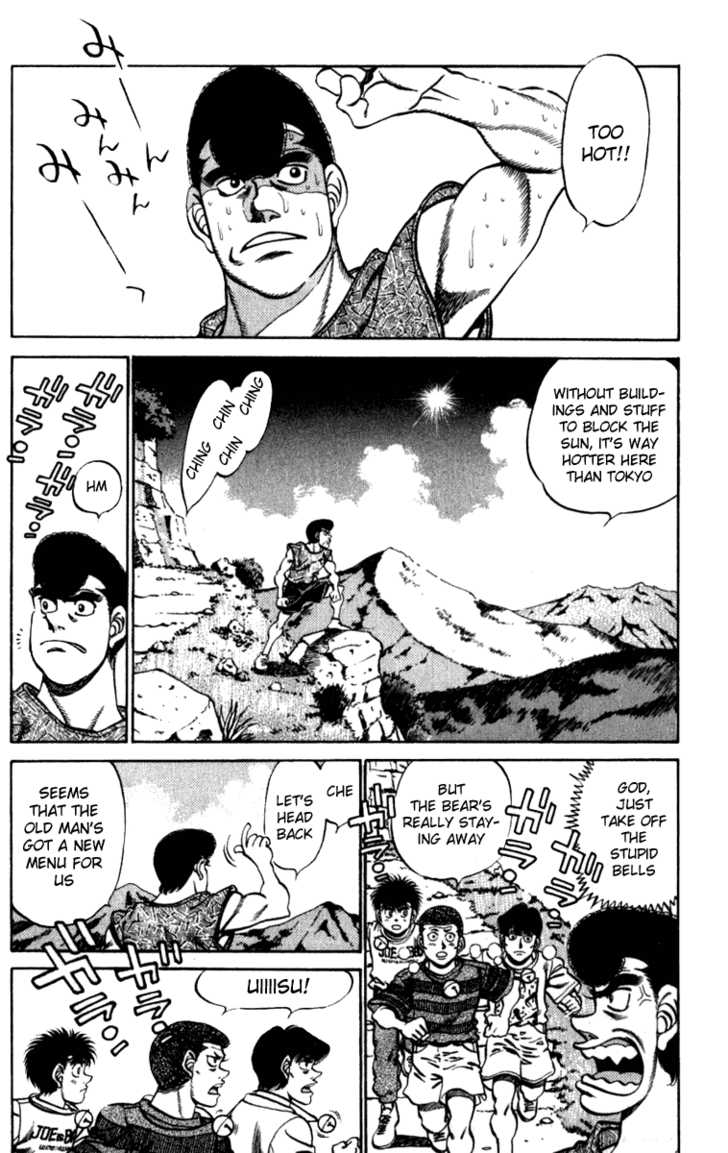 TOO
HOT!!
みーん
みんみん
みーっ
WITHOUT BUILD-
INGS AND STUFF
TO BLOCK THE
SUN, IT'S WAY
HOTTER HERE
THAN TOKYO
CHING
CHIN
CHIN
CHING
HM
GOD,
JUST
TAKE OFF
THE
STUPID
BELLS
BUT
THE BEAR'S
REALLY STAY-
ING AWAY
CHE
LET'S
HEAD
BACK
SEEMS
THAT THE
OLD MAN'S
GOT A NEW
MENU FOR
US
UIIIISU!